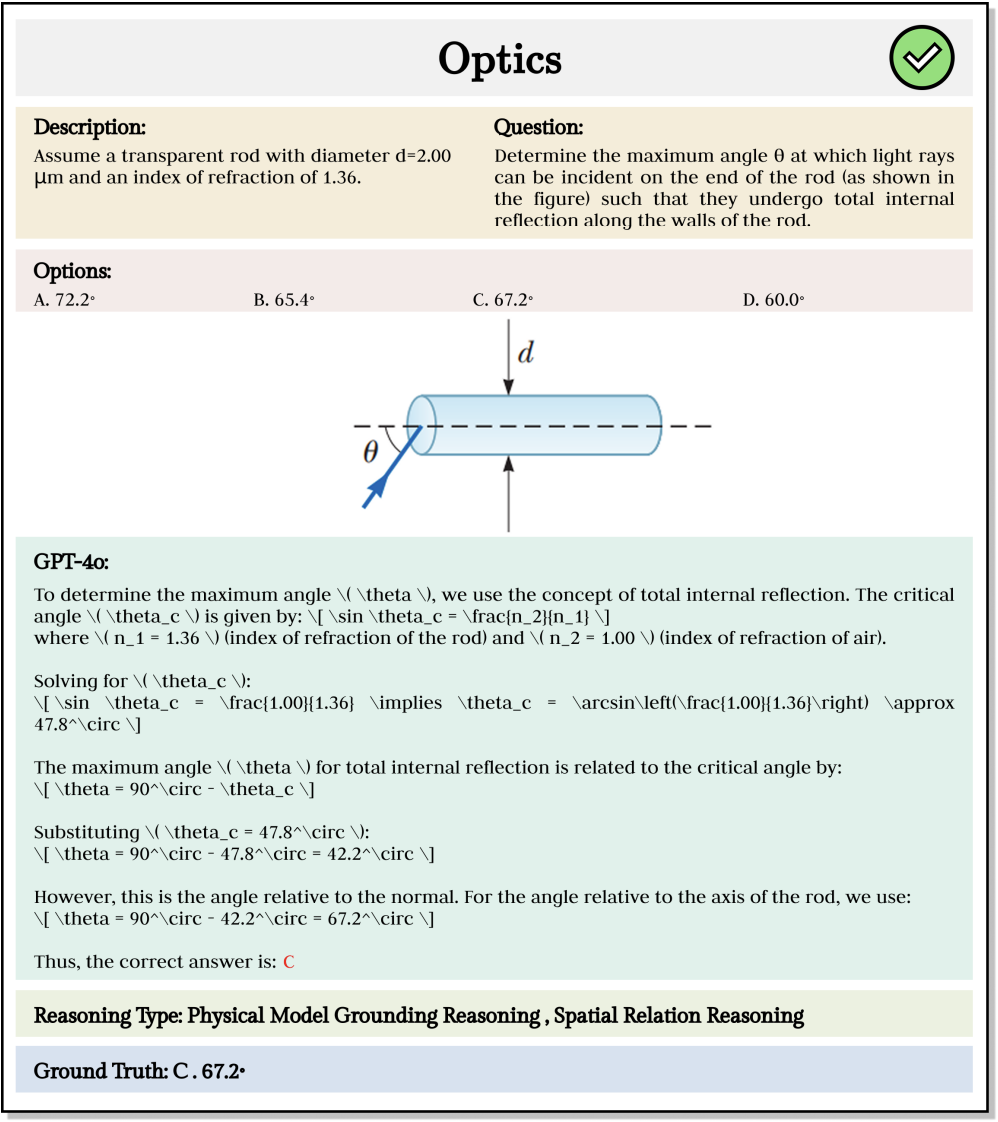 Optics
Description:
Assume a transparent rod with diameter d=2.00
μm and an index of refraction of 1.36.
Question:
Determine the maximum angle θ at which light rays
can be incident on the end of the rod (as shown in
the figure) such that they undergo total internal
reflection along the walls of the rod.
Options:
A. 72.2°
B. 65.4°
C. 67.2°
D. 60.0°
d
θ
GPT-4o:
To determine the maximum angle \( \theta \), we use the concept of total internal reflection. The critical
angle \( \theta_c \) is given by: \[ \sin \theta_c = \frac{n_2}{n_1} \]
where \( n_1 = 1.36 \) (index of refraction of the rod) and \( n_2 = 1.00 \) (index of refraction of air).
Solving for \( \theta_c \):
\[ \sin \theta_c = \frac{1.00}{1.36} \implies \theta_c = \arcsin\left(\frac{1.00}{1.36}\right) \approx
47.8^\circ \]
The maximum angle \( \theta \) for total internal reflection is related to the critical angle by:
\[ \theta = 90^\circ - \theta_c \]
Substituting \( \theta_c = 47.8^\circ \):
\[ \theta = 90^\circ - 47.8^\circ = 42.2^\circ \]
However, this is the angle relative to the normal. For the angle relative to the axis of the rod, we use:
\[ \theta = 90^\circ - 42.2^\circ = 67.2^\circ \]
Thus, the correct answer is: C
Reasoning Type: Physical Model Grounding Reasoning , Spatial Relation Reasoning
Ground Truth: C . 67.2°